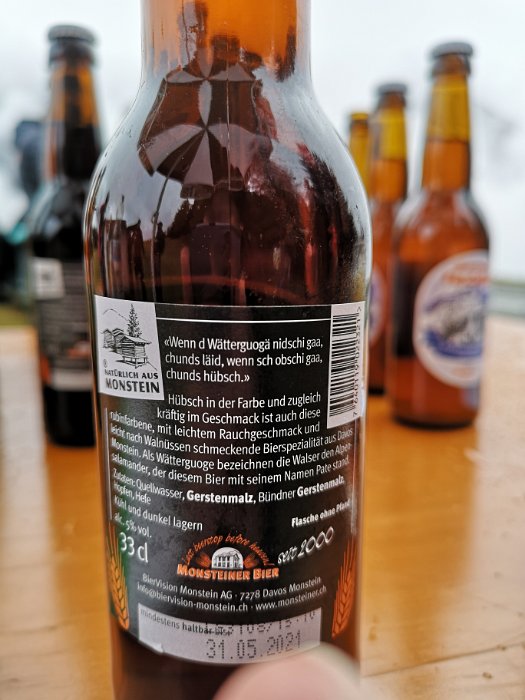 «Wenn d Wätterguogä nidschi gaa,
chunds läid, wenn sch obschi gaa,
chunds hübsch.»
NATÜRLICH AUS
MONSTEIN
Hübsch in der Farbe und zugleich
kräftig im Geschmack ist auch diese
rubinfarbene, mit leichtem Rauchgeschmack und
leicht nach Walnüssen schmeckende Bierspezialität aus Davos
Monstein. Als Wätterguoge bezeichnen die Walser den Alpen-
salamander, der diesem Bier mit seinem Namen Pate stand.
Zutaten: Quellwasser, Gerstenmalz, Bündner Gerstenmalz,
Hopfen, Hefe
Kühl und dunkel lagern
alc. 5% vol.
Flasche ohne Pfand
33 cl
last bierstop before heaven!
MONSTEINER BIER
seit 2000
BierVision Monstein AG · 7278 Davos Monstein
info@biervision-monstein.ch · www.monsteiner.ch
mindestens haltbar bis:
31.05.2021